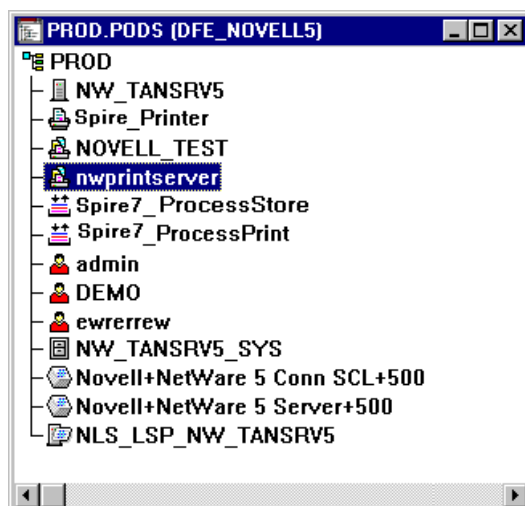 PROD.PODS (DFE_NOVELL5)
PROD
NW_TANSRV5
Spire_Printer
NOVELL_TEST
nwprintserver
Spire7_ProcessStore
Spire7_ProcessPrint
admin
DEMO
ewrerrew
NW_TANSRV5_SYS
Novell+NetWare 5 Conn SCL+500
Novell+NetWare 5 Server+500
NLS_LSP_NW_TANSRV5